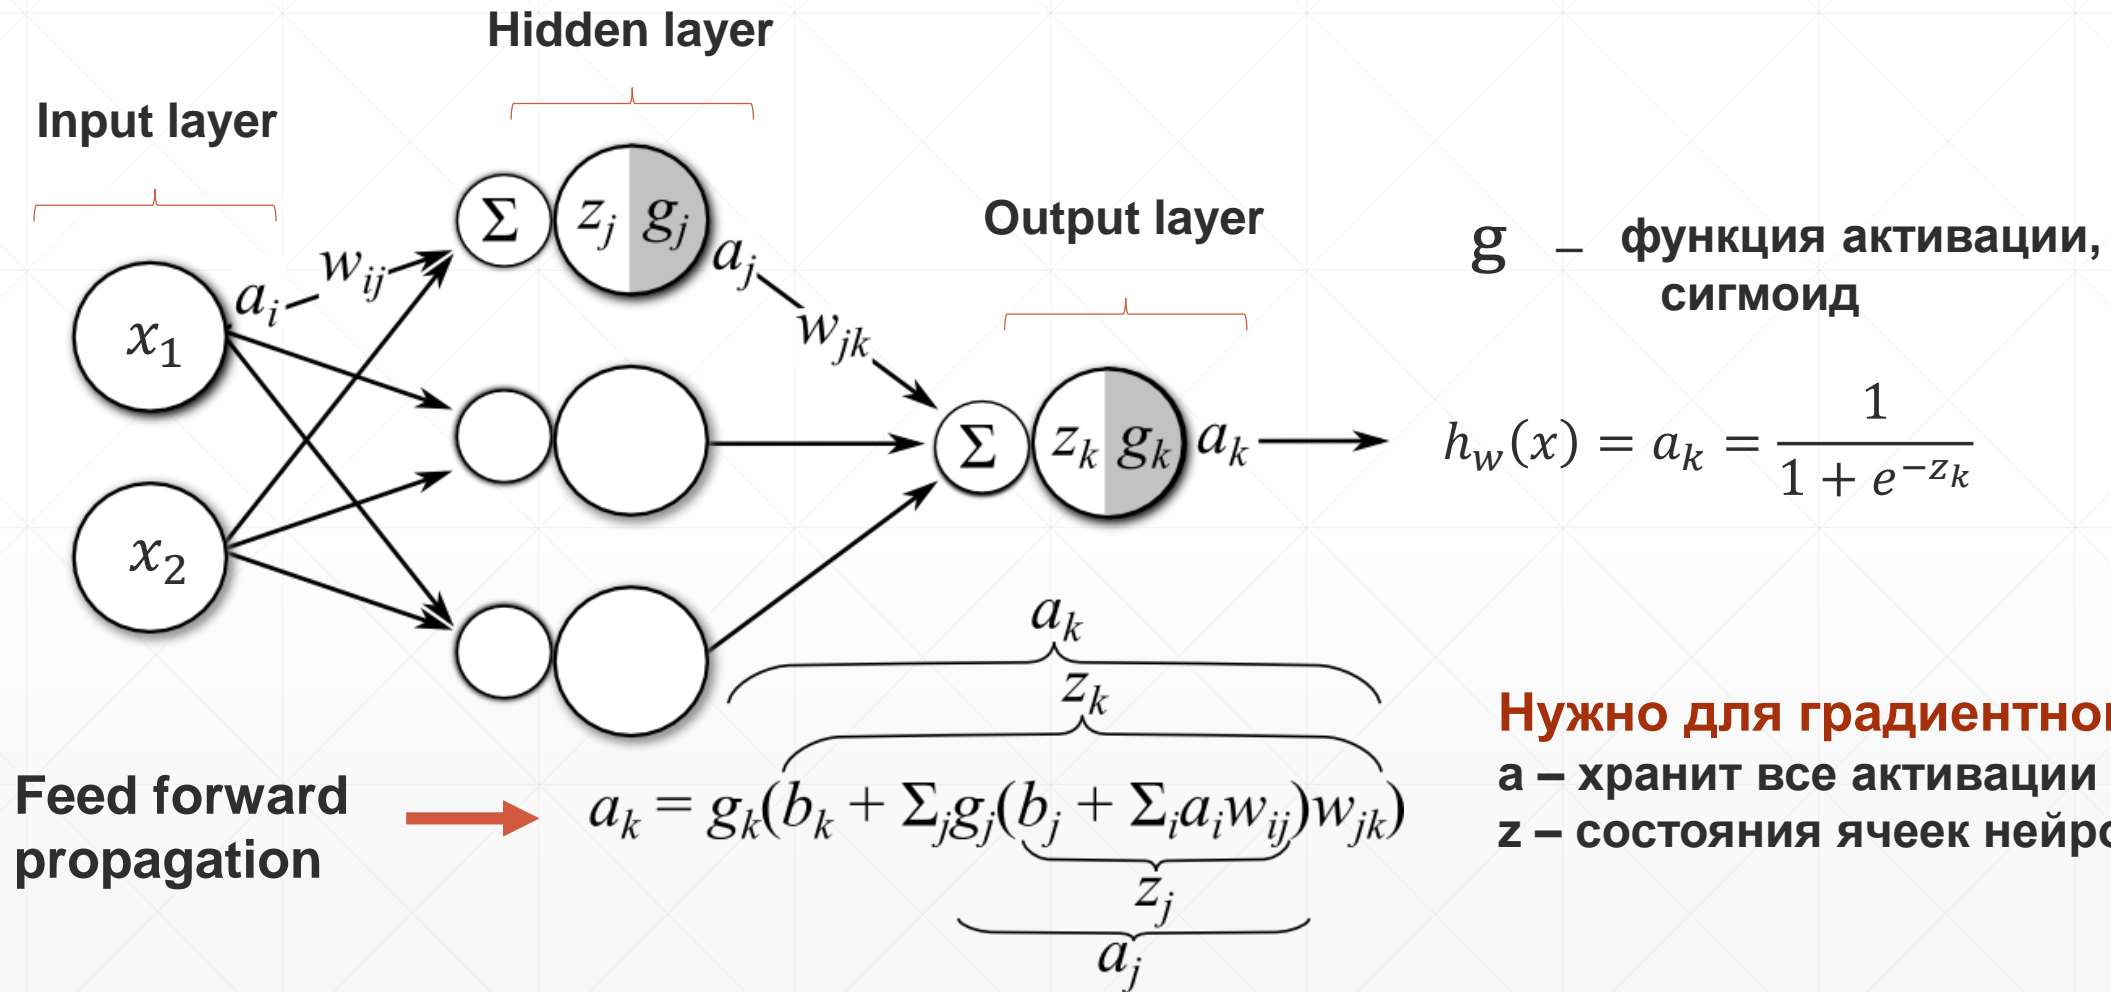 Hidden layer
Input layer
Output layer
Σ
z_j g_j
a_i
w_ij
a_j
w_jk
x_1
x_2
Σ
z_k g_k
a_k
g – функция активации,
сигмоид
h_w(x) = a_k = 1 / (1 + e^{-z_k})
a_k
z_k
Feed forward
propagation
a_k = g_k(b_k + Σ_j g_j(b_j + Σ_i a_i w_ij)w_jk)
z_j
a_j
Нужно для
a – хранит все активации
z – состояния ячеек